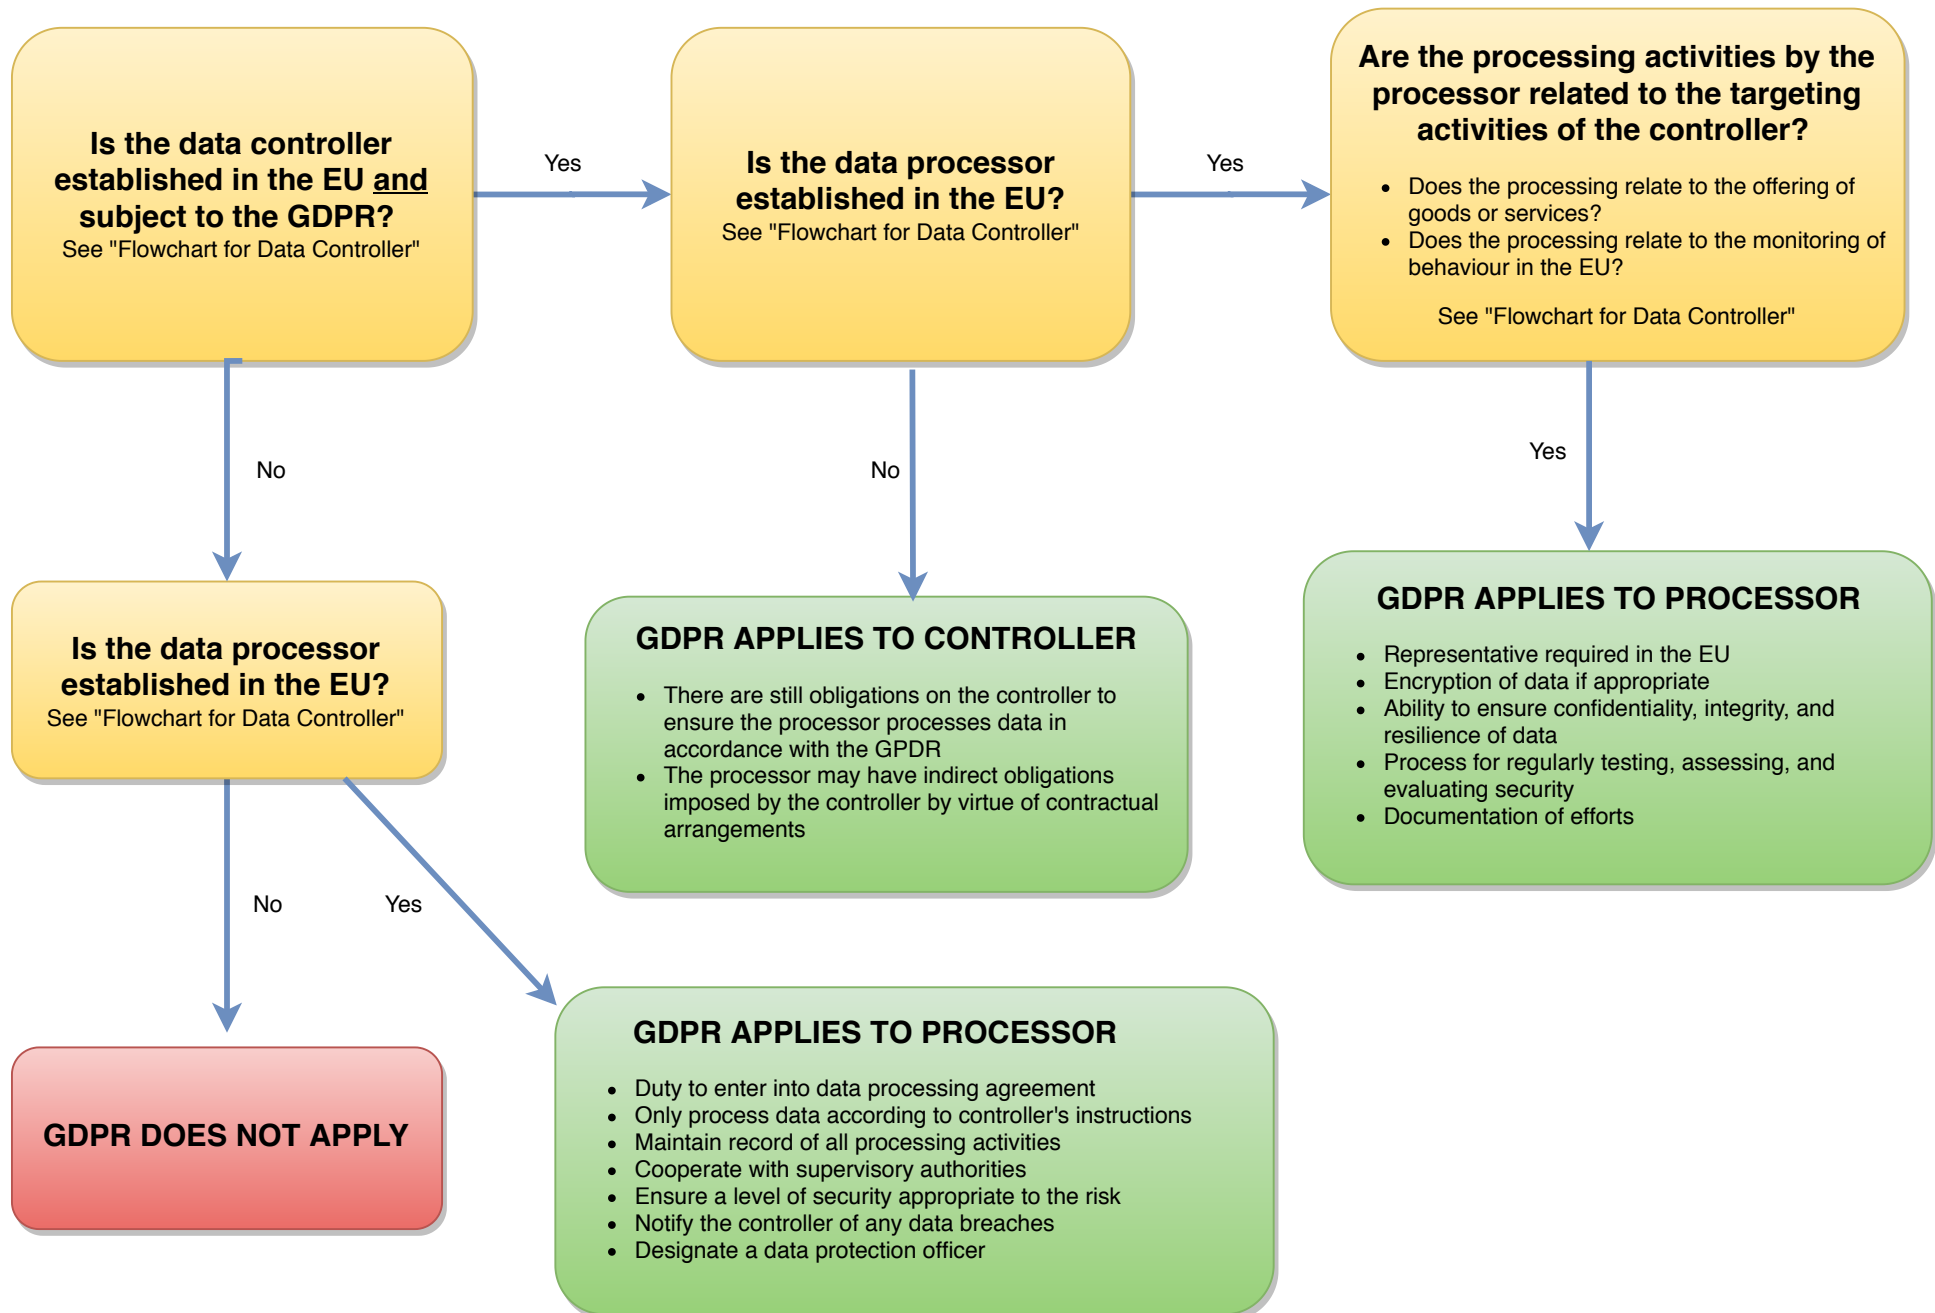 Is the data controller
established in the EU and
subject to the GDPR?
See "Flowchart for Data Controller"
Yes
Is the data processor
established in the EU?
See "Flowchart for Data Controller"
Yes
Are the processing activities by the
processor related to the targeting
activities of the controller?
• Does the processing relate to the offering of
goods or services?
• Does the processing relate to the monitoring of
behaviour in the EU?
See "Flowchart for Data Controller"
No
No
Yes
Is the data processor
established in the EU?
See "Flowchart for Data Controller"
GDPR APPLIES TO CONTROLLER
• There are still obligations on the controller to
ensure the processor processes data in
accordance with the GPDR
• The processor may have indirect obligations
imposed by the controller by virtue of contractual
arrangements
GDPR APPLIES TO PROCESSOR
• Representative required in the EU
• Encryption of data if appropriate
• Ability to ensure confidentiality, integrity, and
resilience of data
• Process for regularly testing, assessing, and
evaluating security
• Documentation of efforts
No
Yes
GDPR DOES NOT APPLY
GDPR APPLIES TO PROCESSOR
• Duty to enter into data processing agreement
• Only process data according to controller's instructions
• Maintain record of all processing activities
• Cooperate with supervisory authorities
• Ensure a level of security appropriate to the risk
• Notify the controller of any data breaches
• Designate a data protection officer